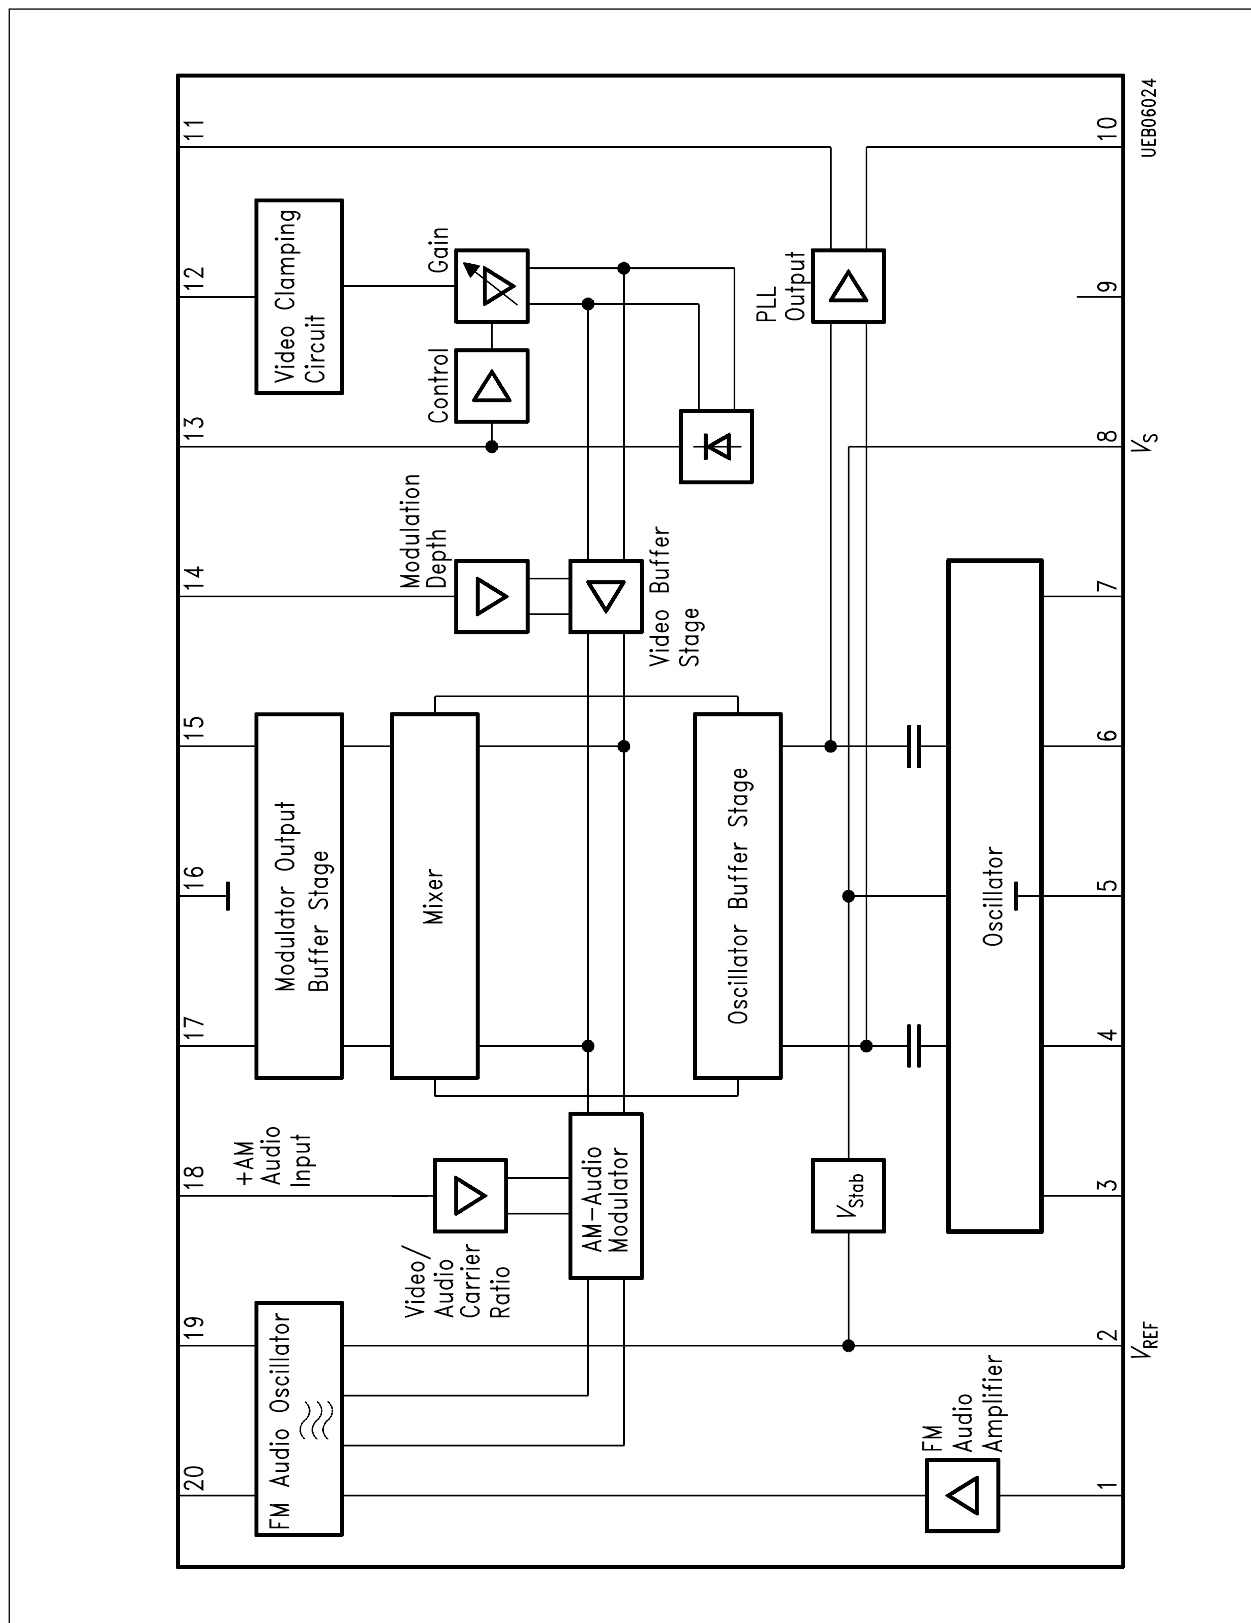 20
19
18
17
16
15
14
13
12
11
FM Audio Oscillator
+AM
Audio
Input
Modulator Output
Buffer Stage
Video Clamping
Circuit
Video/
Audio
Carrier
Ratio
Mixer
Modulation
Depth
Control
Gain
AM-Audio
Modulator
Video Buffer
Stage
Oscillator Buffer Stage
PLL
Output
VStab
FM
Audio
Amplifier
Oscillator
1
2
3
4
5
6
7
8
9
10
VREF
VS
UEB06024